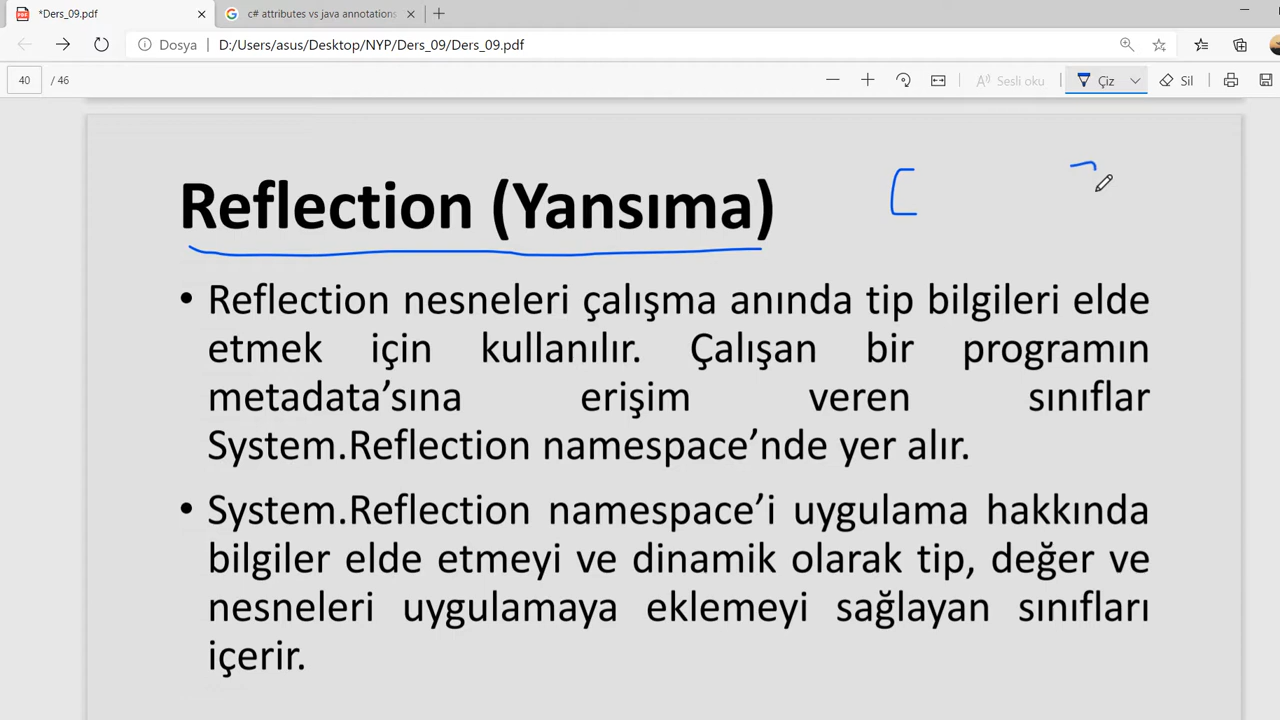 *Ders_09.pdf
c# attributes vs java annotations
Dosya D:/Users/asus/Desktop/NYP/Ders_09/Ders_09.pdf
40 / 46
A Sesli oku
Çiz
Sil
Reflection (Yansıma) [
• Reflection nesneleri çalışma anında tip bilgileri elde
etmek için kullanılır. Çalışan bir programın
metadata’sına erişim veren sınıflar
System.Reflection namespace’nde yer alır.
• System.Reflection namespace’i uygulama hakkında
bilgiler elde etmeyi ve dinamik olarak tip, değer ve
nesneleri uygulamaya eklemeyi sağlayan sınıfları
içerir.